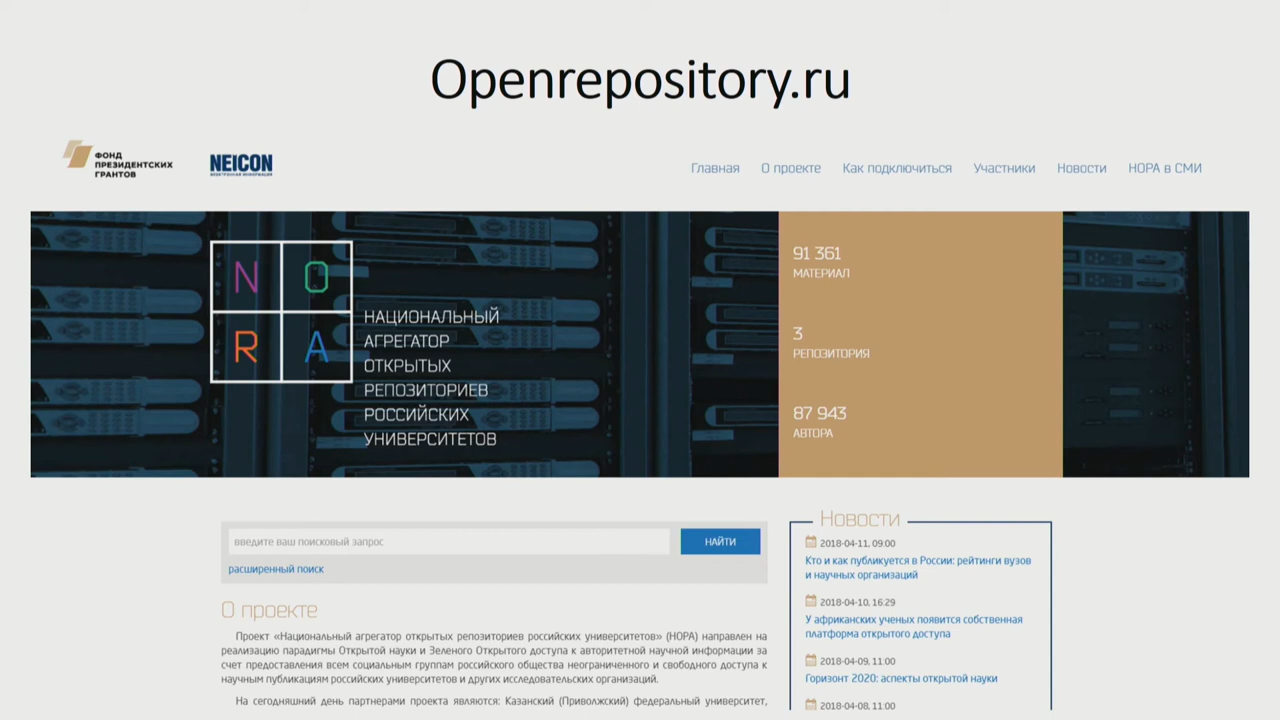 Openrepository.ru
ФОНД
ПРЕЗИДЕНТСКИХ
ГРАНТОВ
NEICON
ЭЛЕКТРОННАЯ ИНФОРМАЦИЯ
Главная О проекте Как подключиться Участники Новости НОРА в СМИ
N O
R A
НАЦИОНАЛЬНЫЙ
АГРЕГАТОР
ОТКРЫТЫХ
РЕПОЗИТОРИЕВ
РОССИЙСКИХ
УНИВЕРСИТЕТОВ
91 361
МАТЕРИАЛ
3
РЕПОЗИТОРИЯ
87 943
АВТОРА
введите ваш поисковый запрос
НАЙТИ
расширенный поиск
О проекте
Проект «Национальный агрегатор открытых репозиториев российских университетов» (НОРА) направлен на
реализацию парадигмы Открытой науки и Зеленого Открытого доступа к авторитетной научной информации за
счет предоставления всем социальным группам российского общества неограниченного и свободного доступа к
научным публикациям российских университетов и других исследовательских организаций.
На сегодняшний день партнерами проекта являются: Казанский (Приволжский) федеральный университет,
Новости
2018-04-11, 09:00
Кто и как публикуется в России: рейтинги вузов
и научных организаций
2018-04-10, 16:29
У африканских ученых появится собственная
платформа открытого доступа
2018-04-09, 11:00
Горизонт 2020: аспекты открытой науки
2018-04-08, 11:00